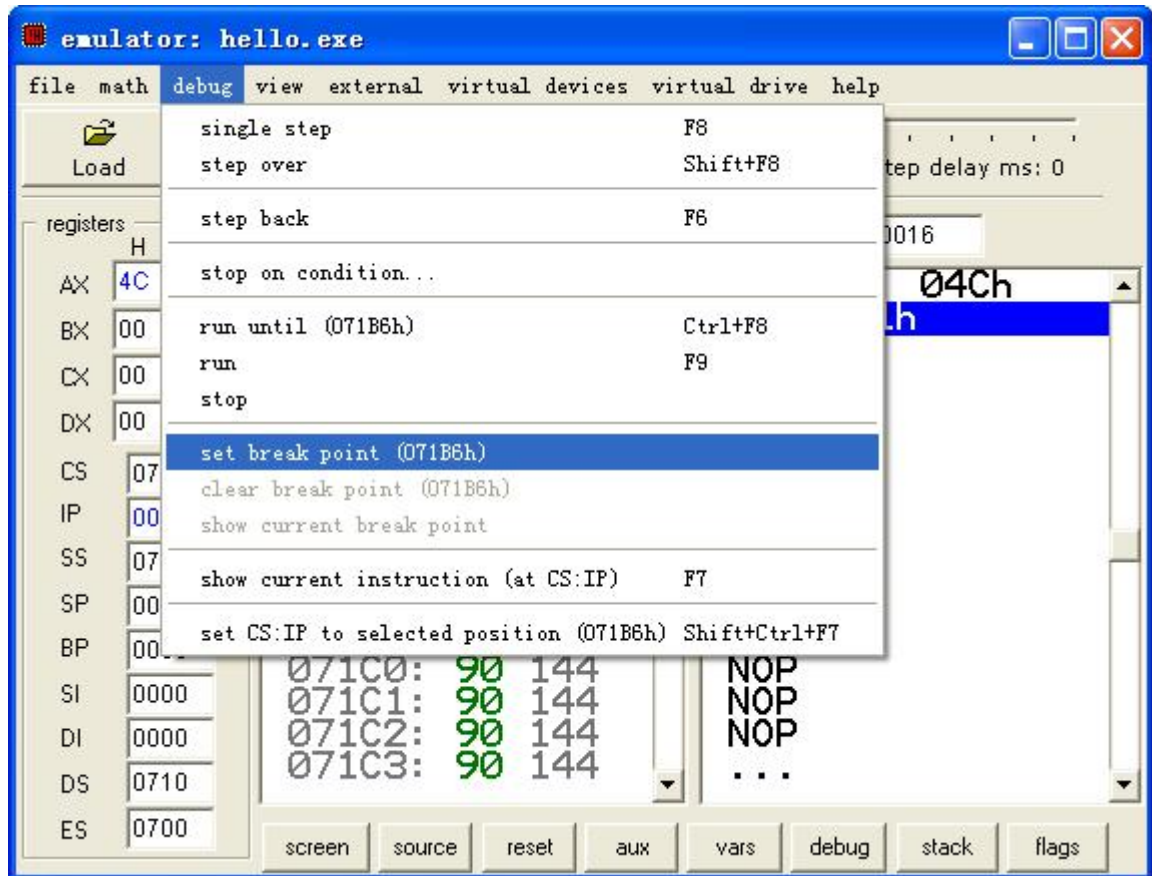 emulator: hello.exe
file math debug view external virtual devices virtual drive help
Load
single step F8
step over Shift+F8
step back F6
stop on condition...
run until (071B6h) Ctrl+F8
run F9
stop
set break point (071B6h)
clear break point (071B6h)
show current break point
show current instruction (at CS:IP) F7
set CS:IP to selected position (071B6h) Shift+Ctrl+F7
tep delay ms: 0
registers
H
0016
AX 4C
04Ch
BX 00
h
CX 00
DX 00
CS 07
IP 00
SS 07
SP 00
BP 00
SI 0000
DI 0000
DS 0710
ES 0700
071C0: 90 144 NOP
071C1: 90 144 NOP
071C2: 90 144 NOP
071C3: 90 144 ...
screen source reset aux vars debug stack flags